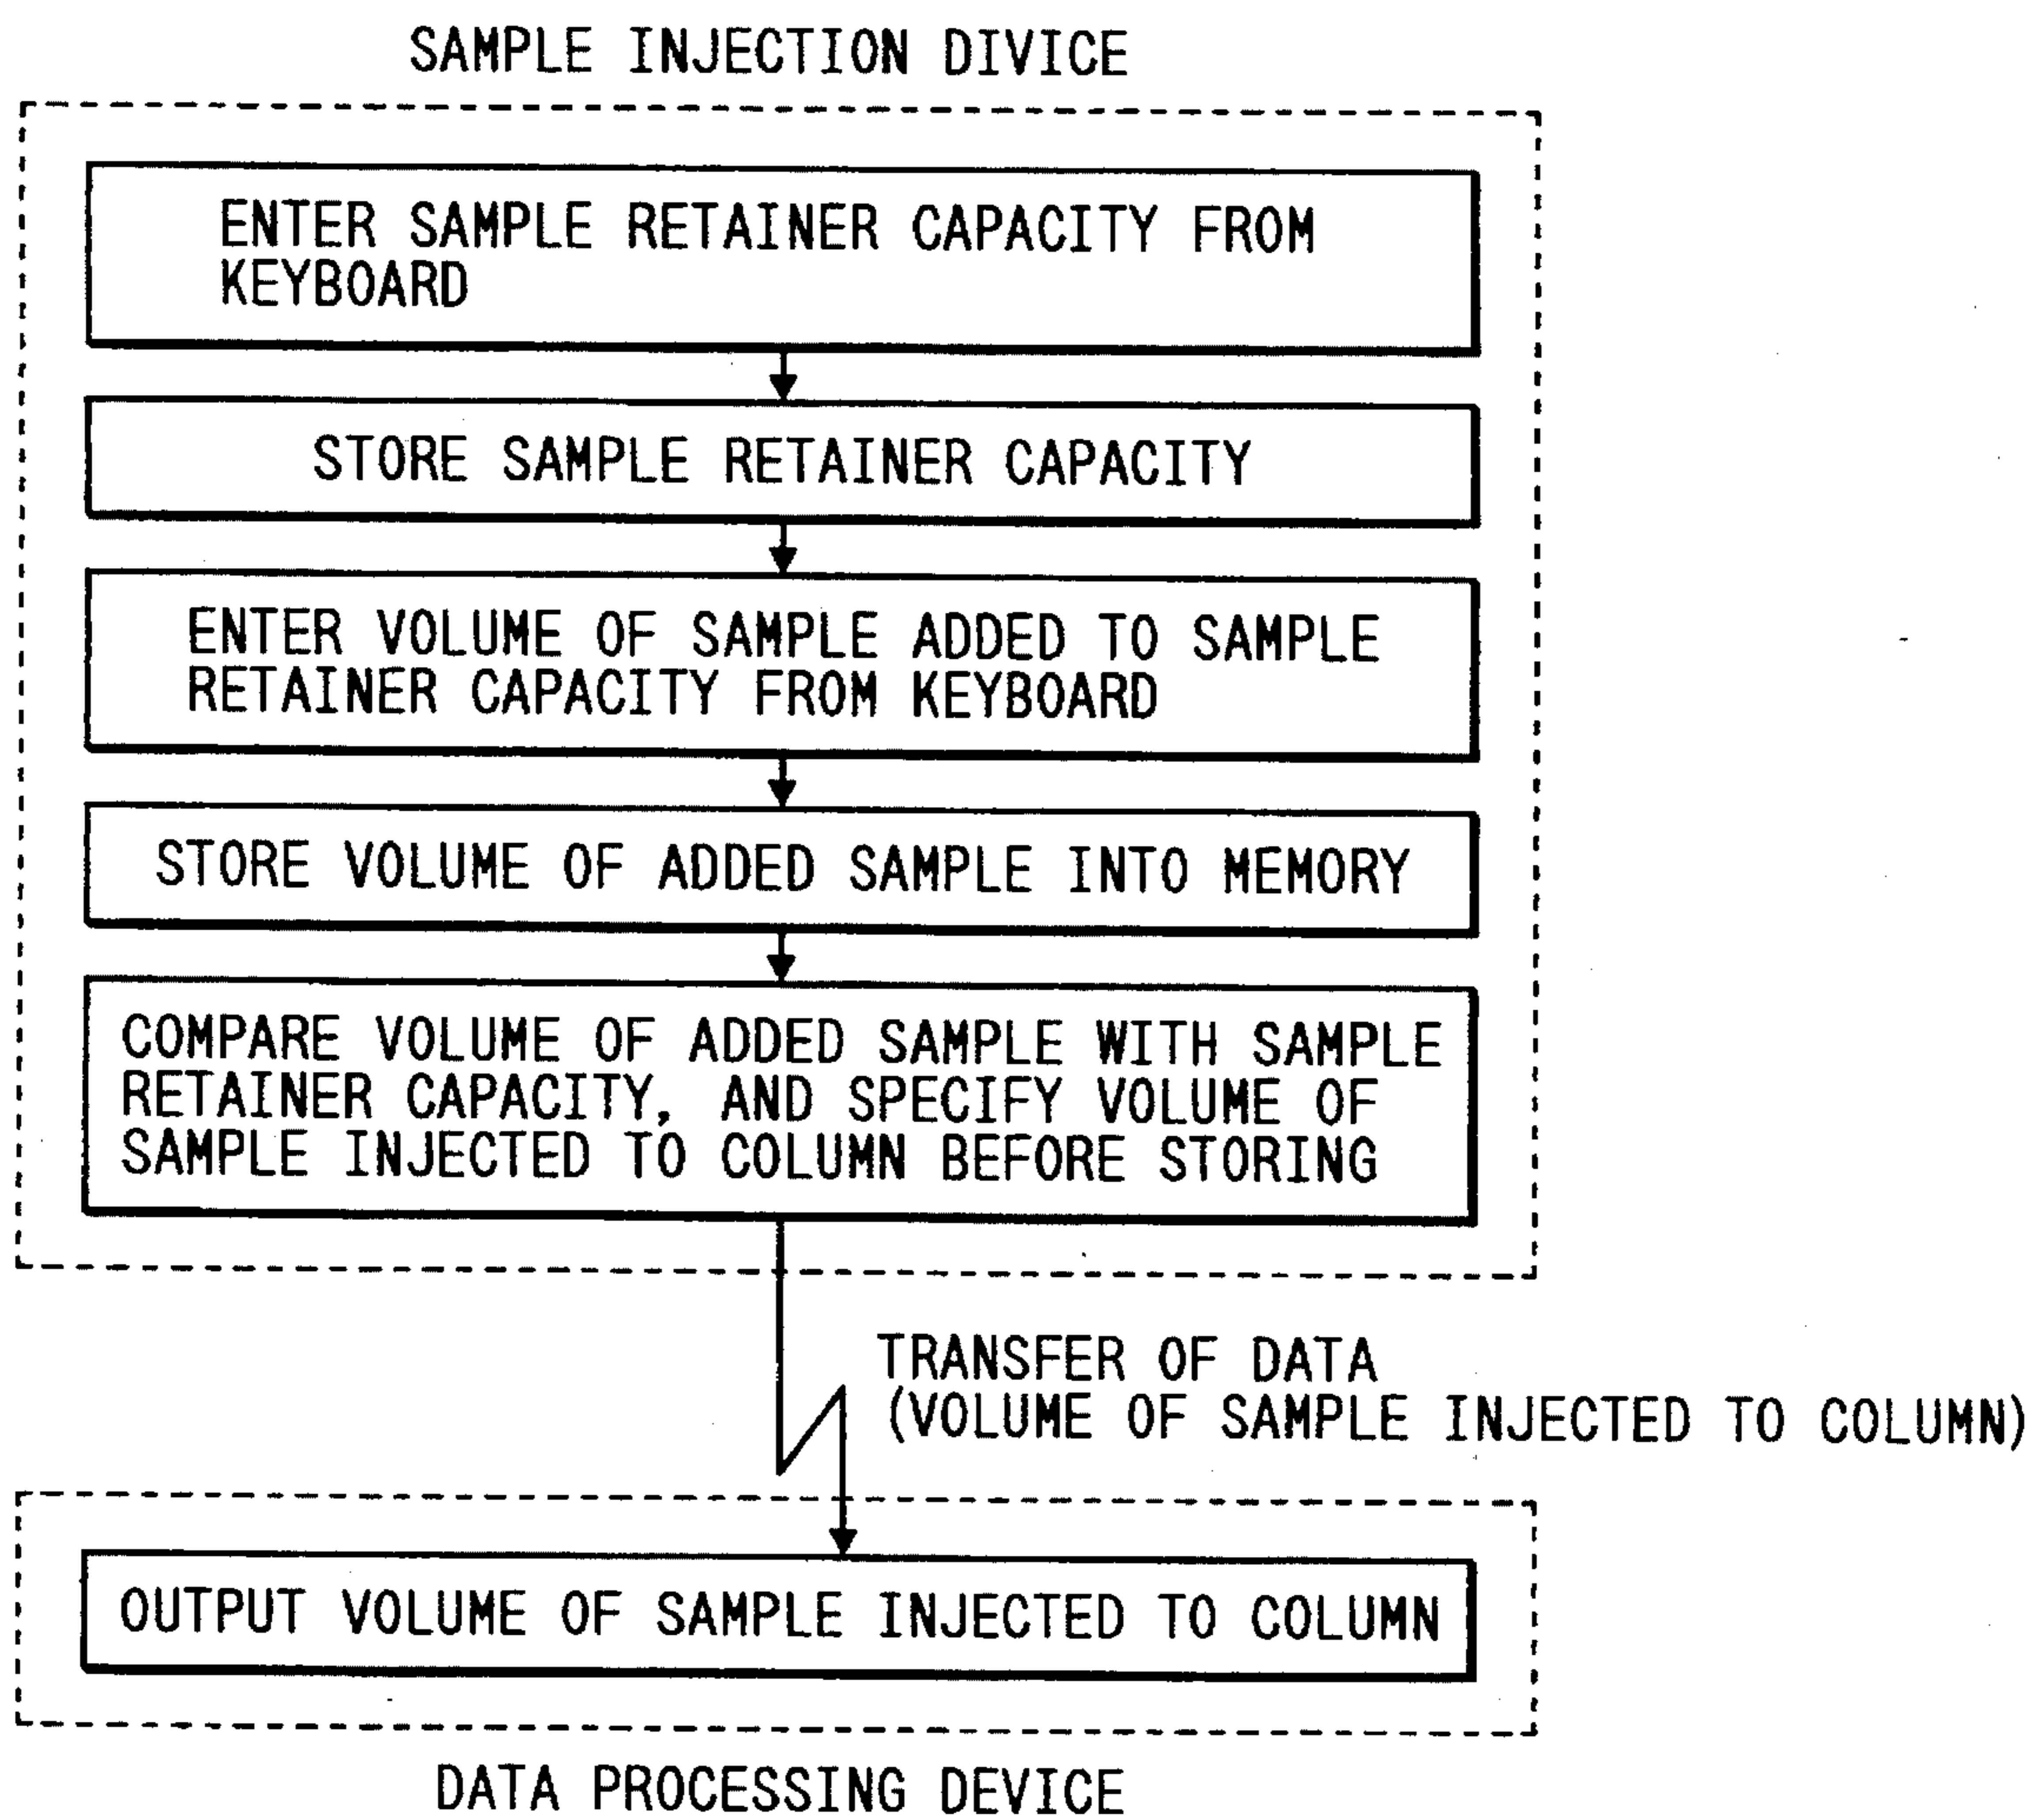 SAMPLE INJECTION DIVICE
ENTER SAMPLE RETAINER CAPACITY FROM
KEYBOARD
STORE SAMPLE RETAINER CAPACITY
ENTER VOLUME OF SAMPLE ADDED TO SAMPLE
RETAINER CAPACITY FROM KEYBOARD
STORE VOLUME OF ADDED SAMPLE INTO MEMORY
COMPARE VOLUME OF ADDED SAMPLE WITH SAMPLE
RETAINER CAPACITY, AND SPECIFY VOLUME OF
SAMPLE INJECTED TO COLUMN BEFORE STORING
TRANSFER OF DATA
(VOLUME OF SAMPLE INJECTED TO COLUMN)
OUTPUT VOLUME OF SAMPLE INJECTED TO COLUMN
DATA PROCESSING DEVICE